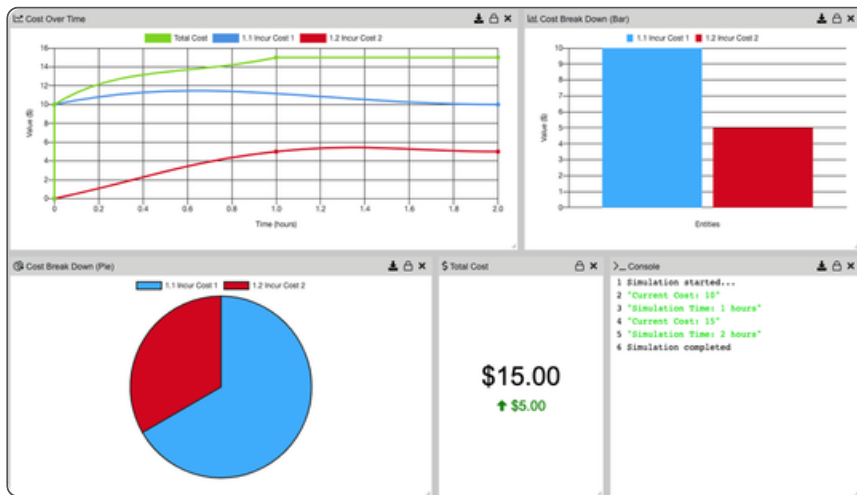 Cost Over Time
Total Cost 1.1 Incur Cost 1 1.2 Incur Cost 2
16
14
12
10
8
6
4
2
0
Value ($)
0 0.2 0.4 0.6 0.8 1.0 1.2 1.4 1.6 1.8 2.0
Time (hours)
Cost Break Down (Bar)
1.1 Incur Cost 1 1.2 Incur Cost 2
10
9
8
7
6
5
4
3
2
1
0
Value ($)
Entities
Cost Break Down (Pie)
1.1 Incur Cost 1 1.2 Incur Cost 2
$ Total Cost
$15.00
$5.00
>_ Console
1 Simulation started...
2 "Current Cost: 10"
3 "Simulation Time: 1 hours"
4 "Current Cost: 15"
5 "Simulation Time: 2 hours"
6 Simulation completed